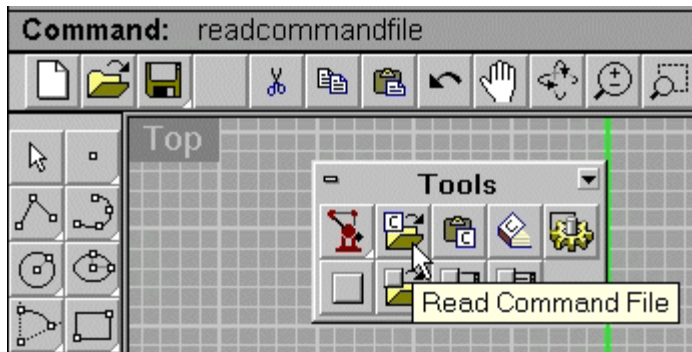 Command: readcommandfile
Top
Tools
C
C
C
Read Command File